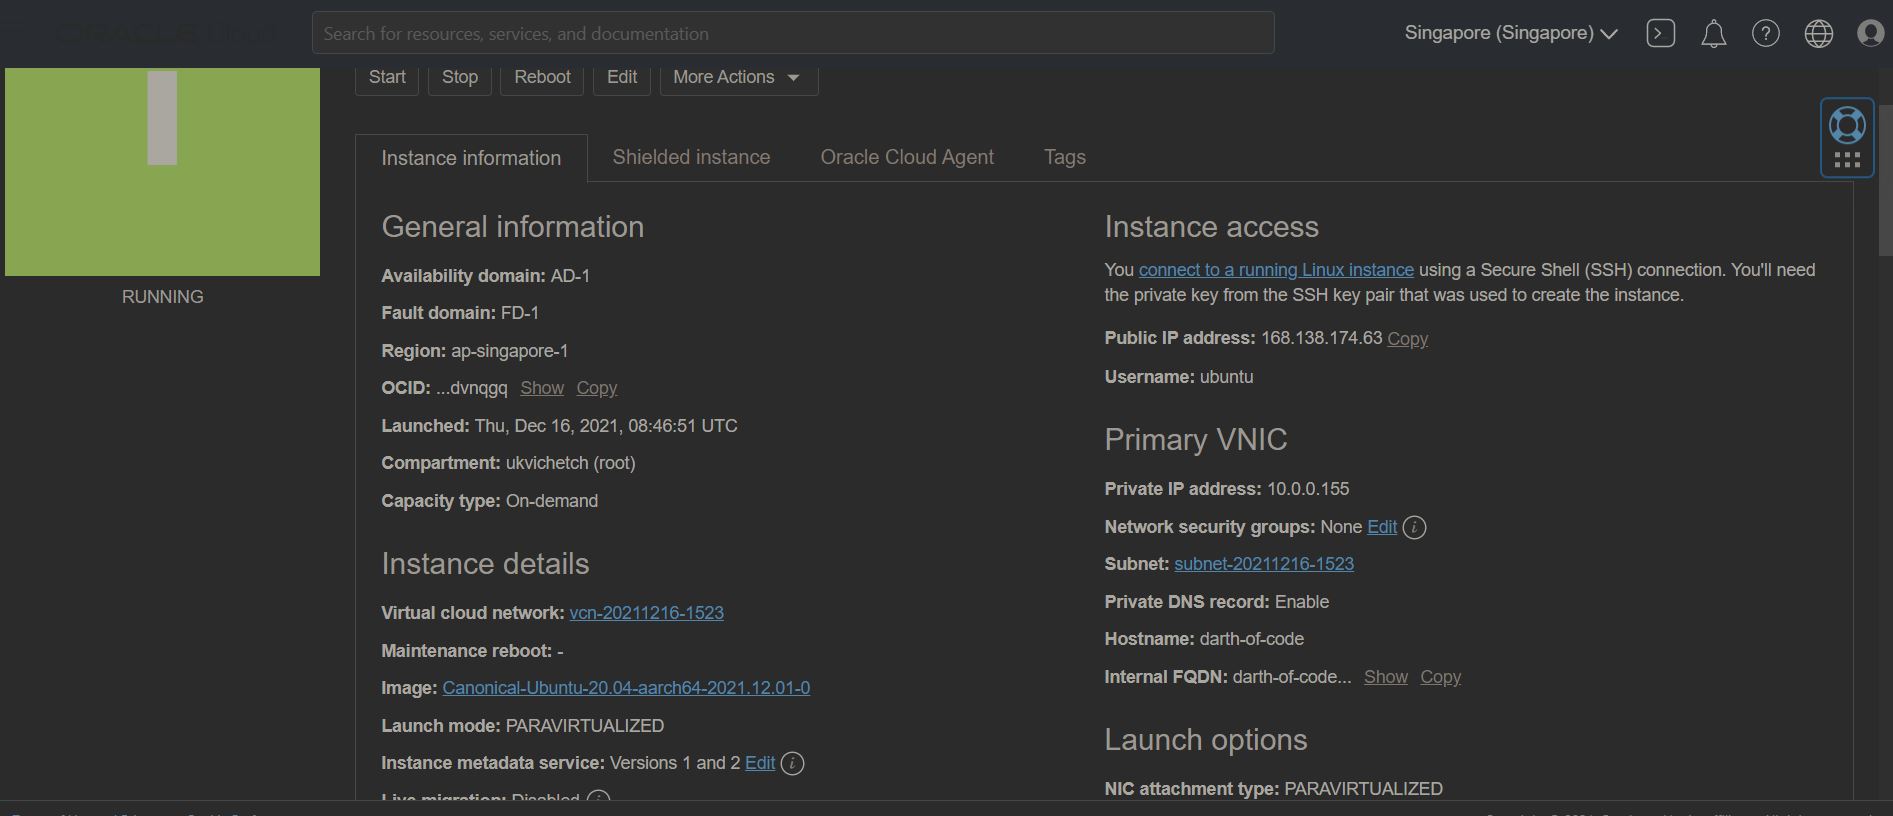 ORACLE Cloud
Search for resources, services, and documentation
Singapore (Singapore)
Start Stop Reboot Edit More Actions
RUNNING
Instance information Shielded instance Oracle Cloud Agent Tags
General information
Availability domain: AD-1
Fault domain: FD-1
Region: ap-singapore-1
OCID: ...dvnqgq Show Copy
Launched: Thu, Dec 16, 2021, 08:46:51 UTC
Compartment: ukvichetch (root)
Capacity type: On-demand
Instance details
Virtual cloud network: vcn-20211216-1523
Maintenance reboot: -
Image: Canonical-Ubuntu-20.04-aarch64-2021.12.01-0
Launch mode: PARAVIRTUALIZED
Instance metadata service: Versions 1 and 2 Edit
Live migration: Disabled
Instance access
You connect to a running Linux instance using a Secure Shell (SSH) connection. You'll need
the private key from the SSH key pair that was used to create the instance.
Public IP address: 168.138.174.63 Copy
Username: ubuntu
Primary VNIC
Private IP address: 10.0.0.155
Network security groups: None Edit
Subnet: subnet-20211216-1523
Private DNS record: Enable
Hostname: darth-of-code
Internal FQDN: darth-of-code... Show Copy
Launch options
NIC attachment type: PARAVIRTUALIZED